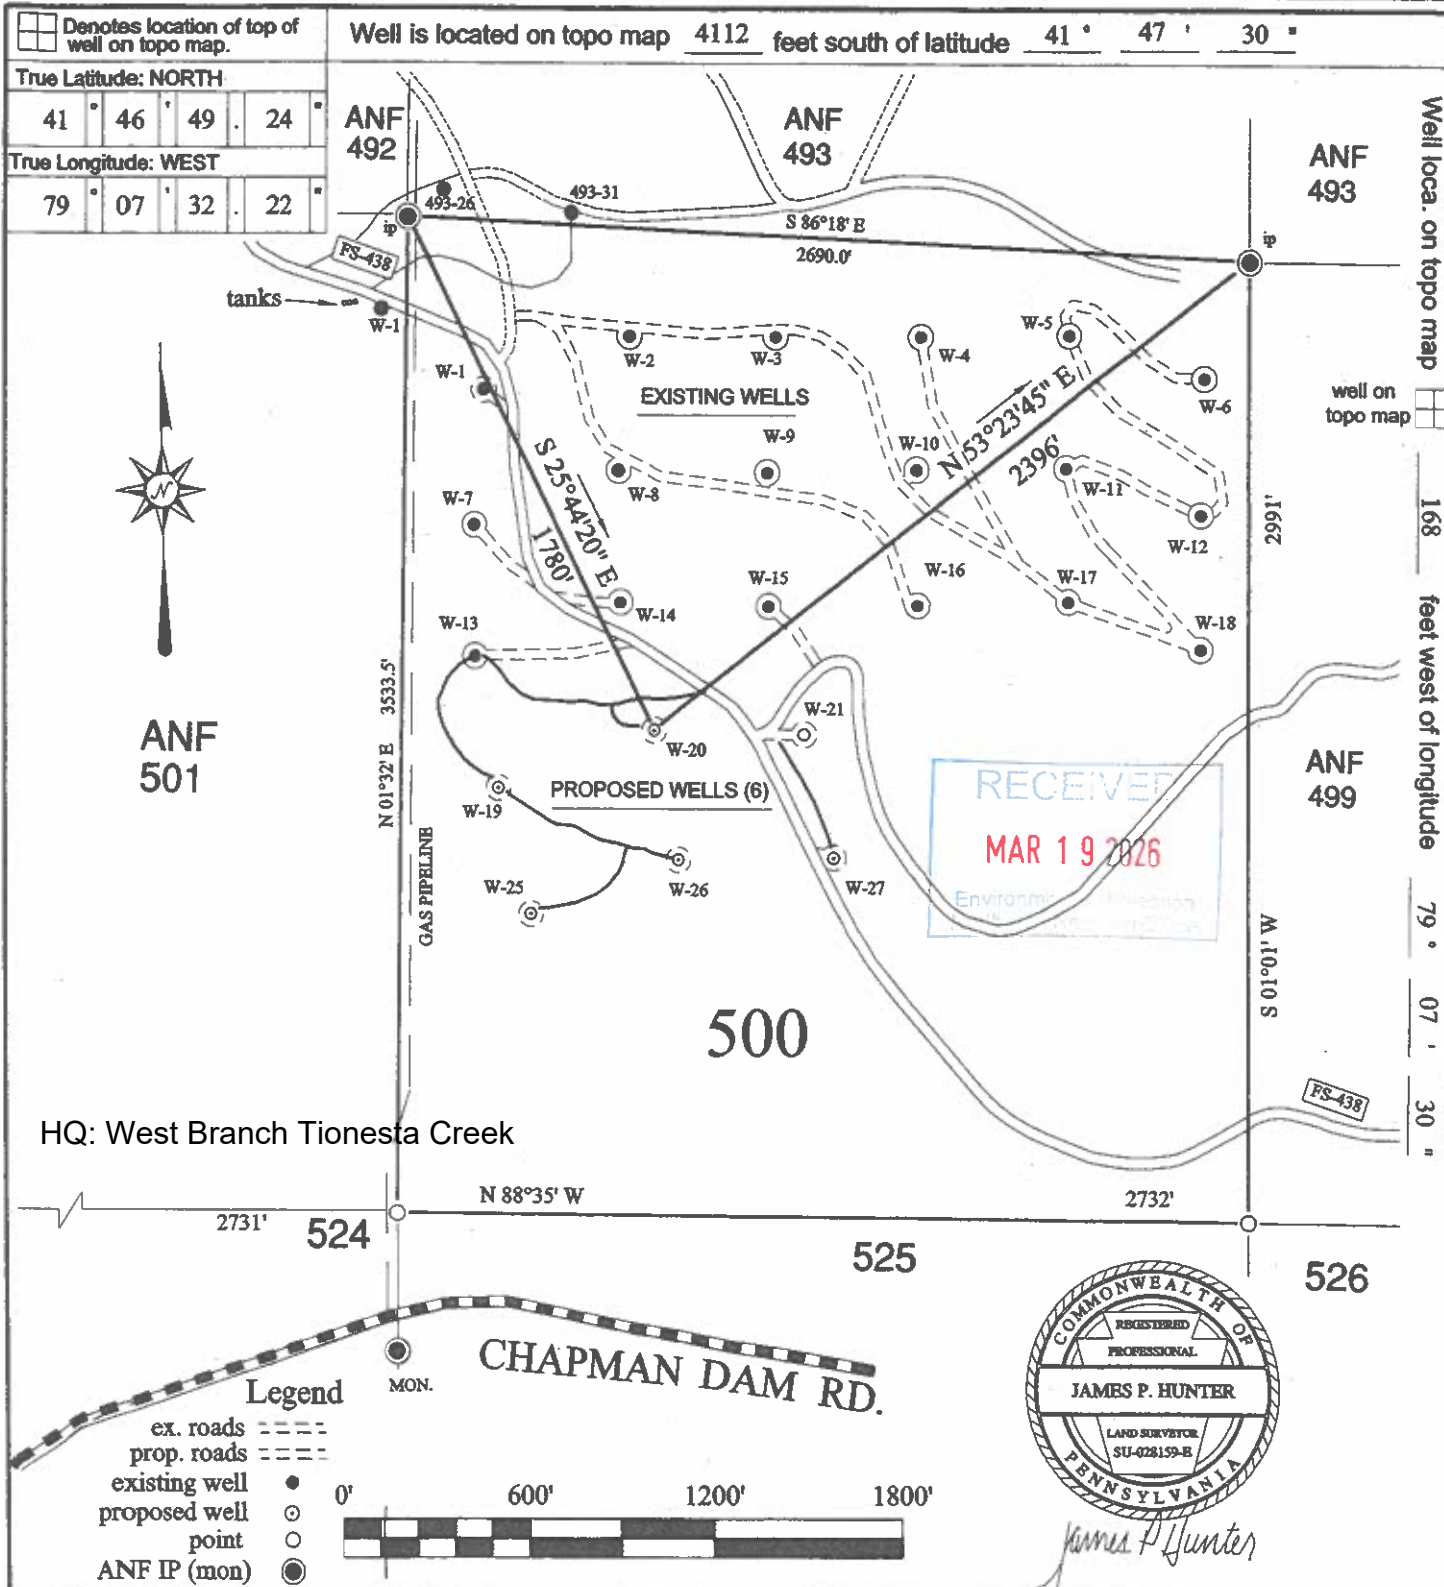 Denotes location of top of
well on topo map.
Well is located on topo map 4112 feet south of latitude 41 ° 47 ' 30 "
True Latitude: NORTH
41 ° 46 ' 49 . 24 "
True Longitude: WEST
79 ° 07 ' 32 . 22 "
Well loca. on topo map 168 feet west of longitude 79 ° 07 ' 30 "
well on
topo map
ANF
492
ANF
493
ANF
493
493-26
493-31
ip
S 86°18' E
2690.0'
ip
FS-438
tanks
W-1
W-1
W-2
W-3
W-4
W-5
W-6
EXISTING WELLS
W-7
W-8
W-9
W-10
W-11
W-12
N 53°23'45" E
2396'
S 25°44'20" E
1780'
2991'
W-13
W-14
W-15
W-16
W-17
W-18
N
N 01°32' E 3533.5'
GAS PIPELINE
ANF
501
W-20
W-21
PROPOSED WELLS (6)
W-19
W-25
W-26
W-27
RECEIVED
MAR 19 2026
ANF
499
S 01°01' W
500
FS-438
HQ: West Branch Tionesta Creek
N 88°35' W
2732'
2731'
524
525
526
CHAPMAN DAM RD.
MON.
Legend
ex. roads
prop. roads
existing well
proposed well
point
ANF IP (mon)
0' 600' 1200' 1800'
COMMONWEALTH OF
REGISTERED
PROFESSIONAL
JAMES P. HUNTER
LAND SURVEYOR
SU-028159-E
PENNSYLVANIA
James P Hunter